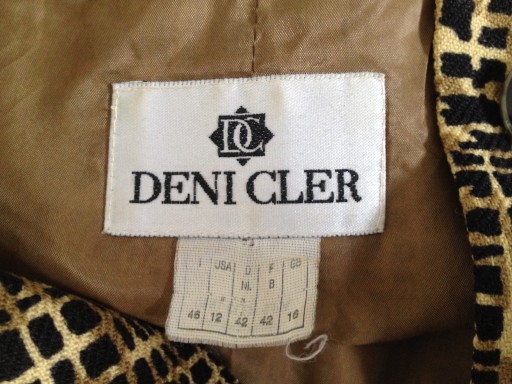 DC
DENI CLER
I USA D F GB
NL B
46 12 42 42 16